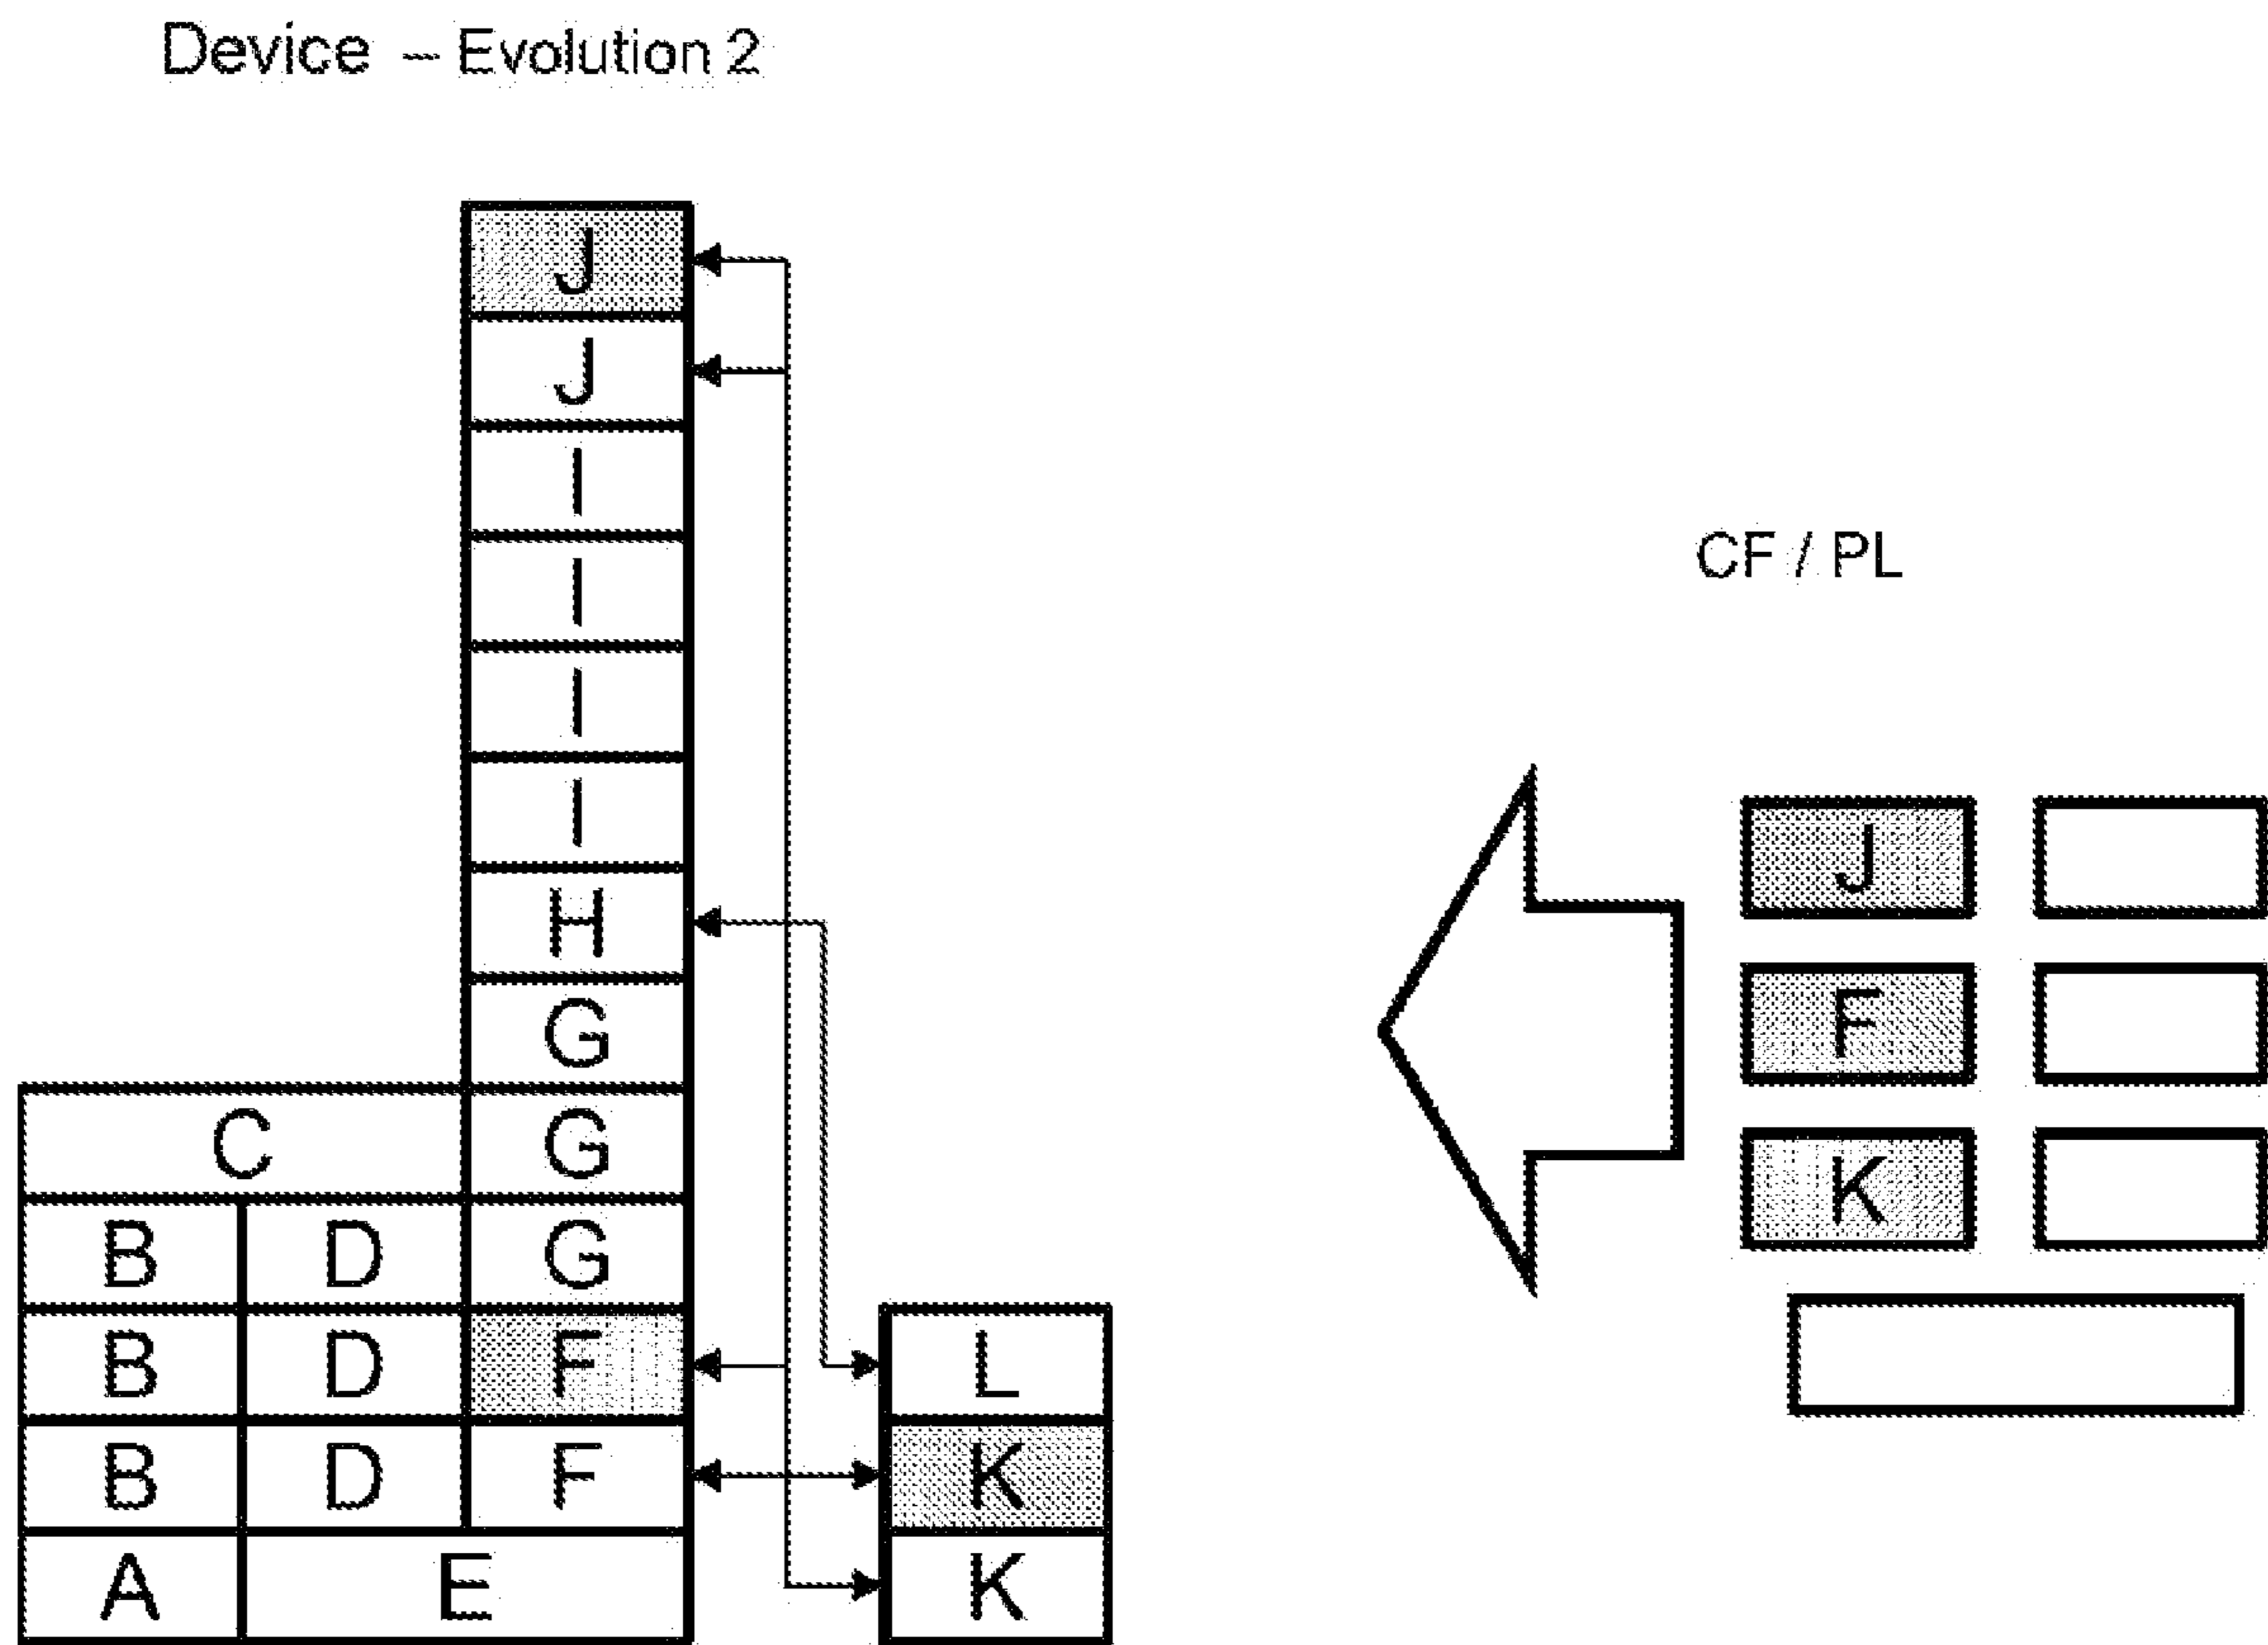 Device – Evolution 2
J
J
I
I
CF / PL
I
I
J
H
F
G
C G
K
B D G
B D F L
B D F K
A E K